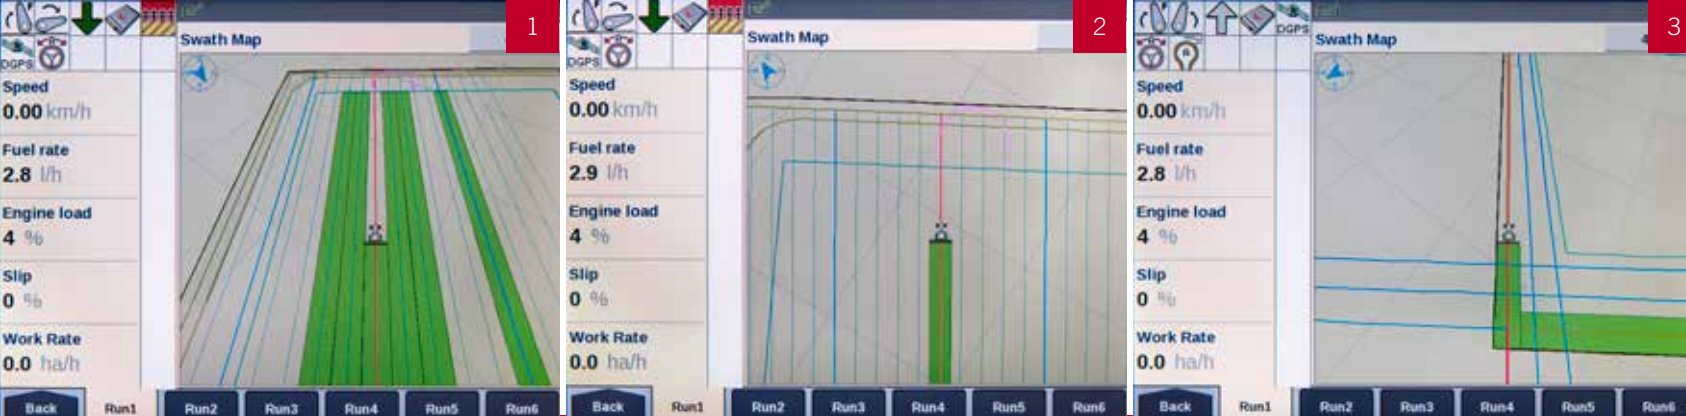 1
Swath Map
DGPS
Speed
0.00 km/h
Fuel rate
2.8 l/h
Engine load
4 %
Slip
0 %
Work Rate
0.0 ha/h
Back Run1 Run2 Run3 Run4 Run5 Run6
2
Swath Map
DGPS
Speed
0.00 km/h
Fuel rate
2.9 l/h
Engine load
4 %
Slip
0 %
Work Rate
0.0 ha/h
Back Run1 Run2 Run3 Run4 Run5 Run6
3
DGPS
Swath Map
Speed
0.00 km/h
Fuel rate
2.8 l/h
Engine load
4 %
Slip
0 %
Work Rate
0.0 ha/h
Back Run1 Run2 Run3 Run4 Run5 Run6